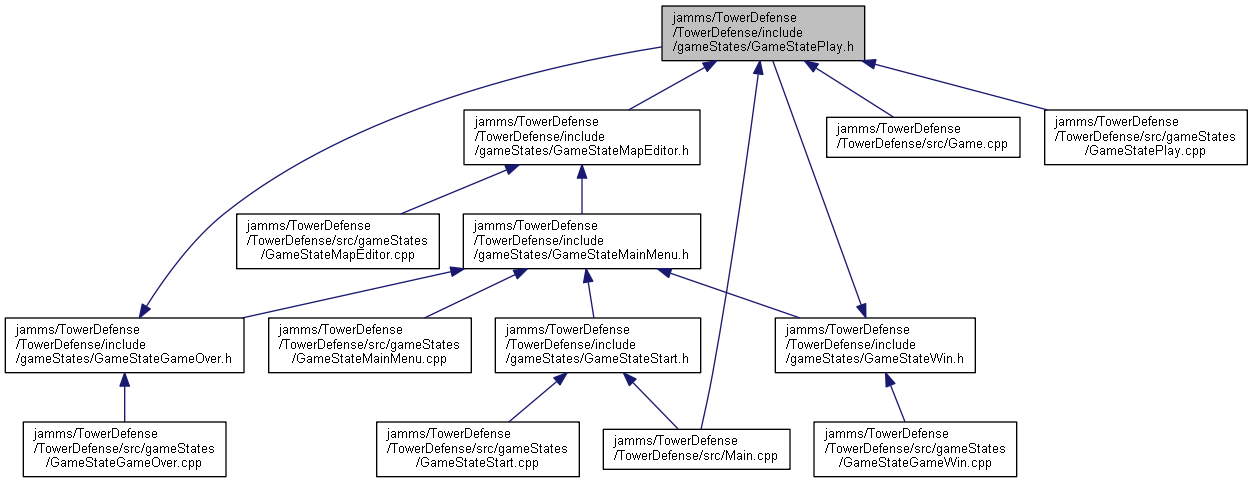 jamms/TowerDefense
/TowerDefense/include
/gameStates/GameStatePlay.h
jamms/TowerDefense
/TowerDefense/include
/gameStates/GameStateMapEditor.h
jamms/TowerDefense
/TowerDefense/src/Game.cpp
jamms/TowerDefense
/TowerDefense/src/gameStates
/GameStatePlay.cpp
jamms/TowerDefense
/TowerDefense/src/gameStates
/GameStateMapEditor.cpp
jamms/TowerDefense
/TowerDefense/include
/gameStates/GameStateMainMenu.h
jamms/TowerDefense
/TowerDefense/include
/gameStates/GameStateGameOver.h
jamms/TowerDefense
/TowerDefense/src/gameStates
/GameStateMainMenu.cpp
jamms/TowerDefense
/TowerDefense/include
/gameStates/GameStateStart.h
jamms/TowerDefense
/TowerDefense/include
/gameStates/GameStateWin.h
jamms/TowerDefense
/TowerDefense/src/gameStates
/GameStateGameOver.cpp
jamms/TowerDefense
/TowerDefense/src/gameStates
/GameStateStart.cpp
jamms/TowerDefense
/TowerDefense/src/Main.cpp
jamms/TowerDefense
/TowerDefense/src/gameStates
/GameStateGameWin.cpp